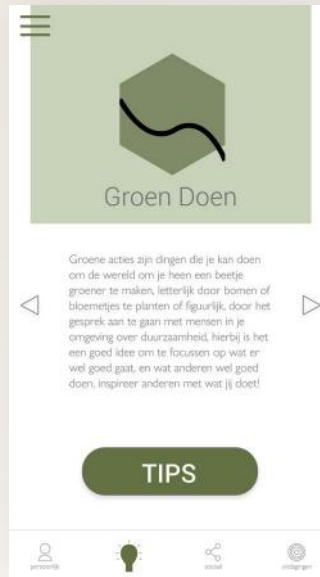 Groen Doen
Groene acties zijn dingen die je kan doen
om de wereld om je heen een beetje
groener te maken, letterlijk door bomen of
bloemetjes te planten of figuurlijk, door het
gesprek aan te gaan met mensen in je
omgeving over duurzaamheid, hierbij is het
een goed idee om te focussen op wat er
wel goed gaat, en wat anderen wel goed
doen, inspireer anderen met wat jij doet!
TIPS
persoonlijk
sociaal
uitdagingen